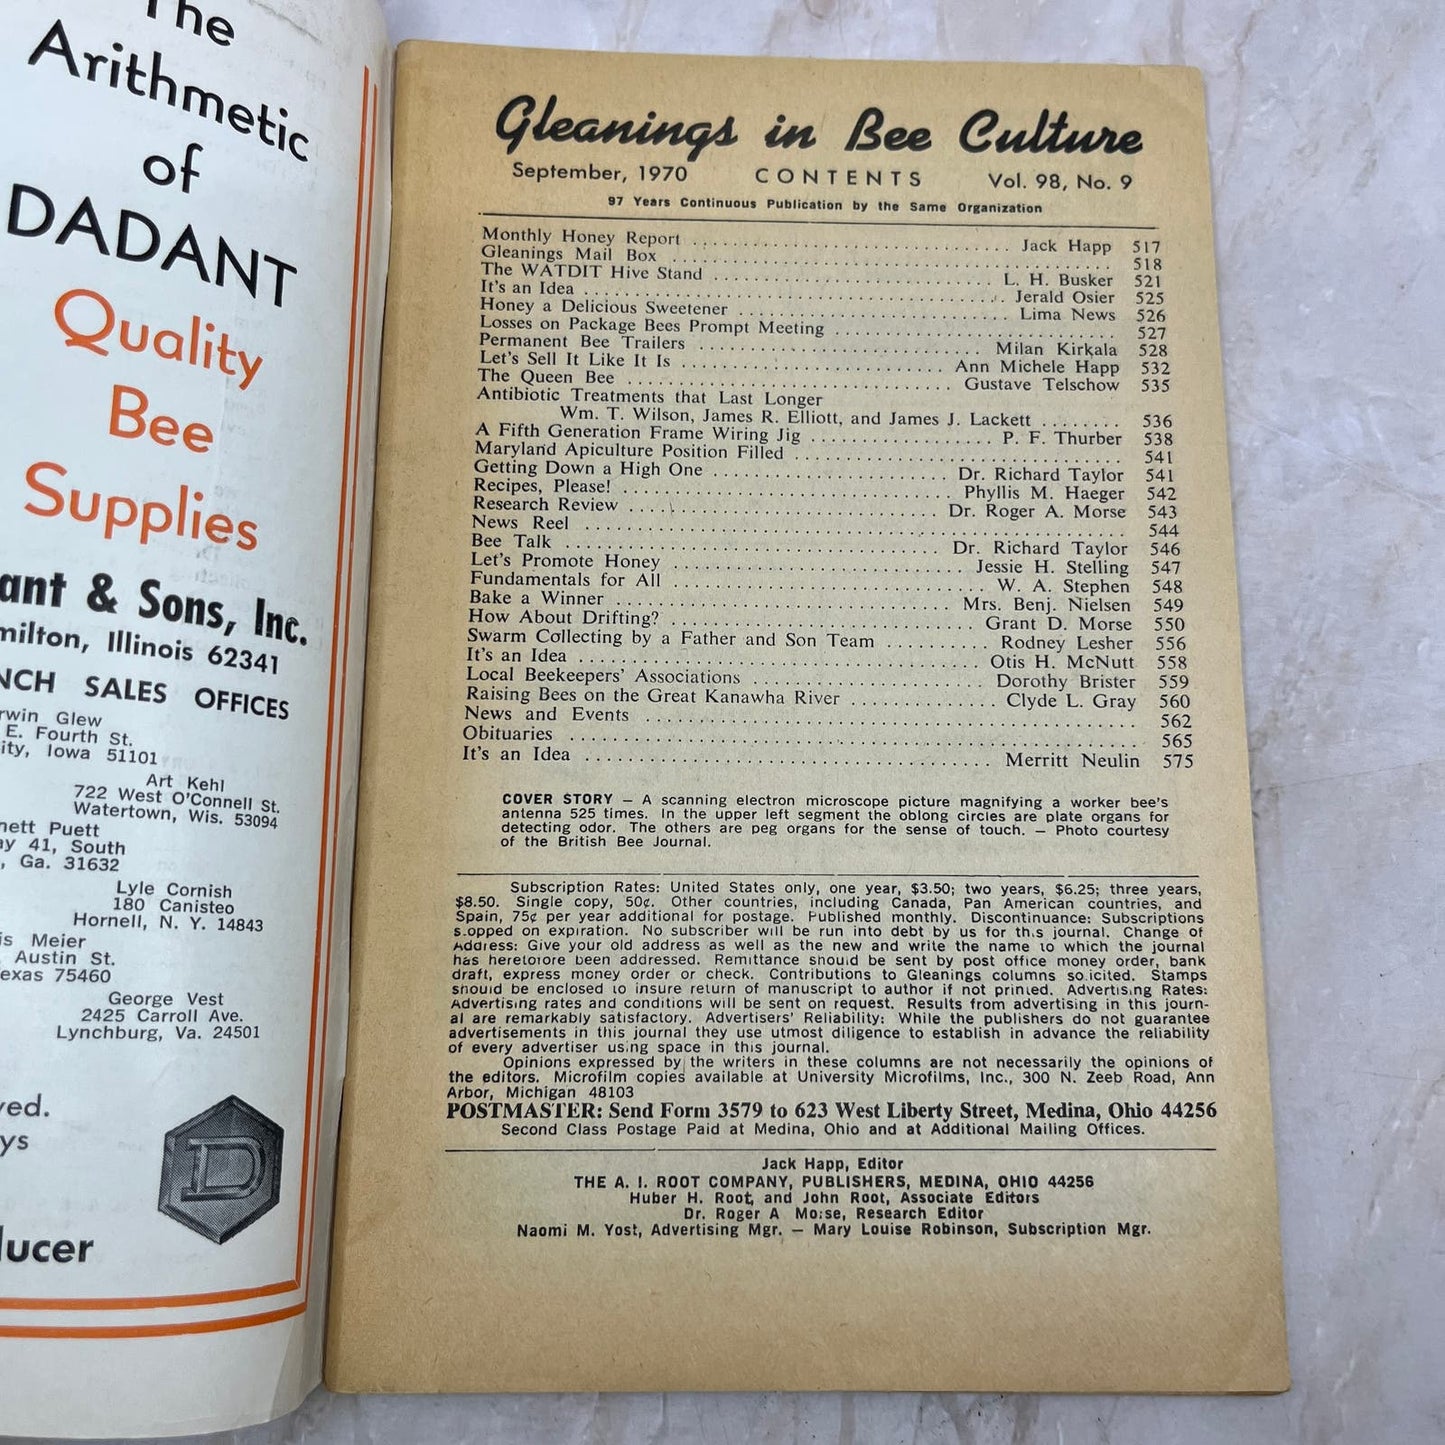 The
Arithmetic
of
DADANT
Quality
Bee
Supplies
ant & Sons, Inc.
milton, Illinois 62341
NCH SALES OFFICES
rwin Glew
E. Fourth St.
ity, Iowa 51101
Art Kehl
722 West O'Connell St.
Watertown, Wis. 53094
nett Puett
ay 41, South
, Ga. 31632
Lyle Cornish
180 Canisteo
Hornell, N. Y. 14843
is Meier
. Austin St.
exas 75460
George Vest
2425 Carroll Ave.
Lynchburg, Va. 24501
ved.
ys
D
lucer
Gleanings in Bee Culture
September, 1970 CONTENTS Vol. 98, No. 9
97 Years Continuous Publication by the Same Organization
Monthly Honey Report ........ Jack Happ 517
Gleanings Mail Box ........ 518
The WATDIT Hive Stand ........ L. H. Busker 521
It's an Idea ........ Jerald Osier 525
Honey a Delicious Sweetener ........ Lima News 526
Losses on Package Bees Prompt Meeting ........ 527
Permanent Bee Trailers ........ Milan Kirkala 528
Let's Sell It Like It Is ........ Ann Michele Happ 532
The Queen Bee ........ Gustave Telschow 535
Antibiotic Treatments that Last Longer
Wm. T. Wilson, James R. Elliott, and James J. Lackett ........ 536
A Fifth Generation Frame Wiring Jig ........ P. F. Thurber 538
Maryland Apiculture Position Filled ........ 541
Getting Down a High One ........ Dr. Richard Taylor 541
Recipes, Please! ........ Phyllis M. Haeger 542
Research Review ........ Dr. Roger A. Morse 543
News Reel ........ 544
Bee Talk ........ Dr. Richard Taylor 546
Let's Promote Honey ........ Jessie H. Stelling 547
Fundamentals for All ........ W. A. Stephen 548
Bake a Winner ........ Mrs. Benj. Nielsen 549
How About Drifting? ........ Grant D. Morse 550
Swarm Collecting by a Father and Son Team ........ Rodney Lesher 556
It's an Idea ........ Otis H. McNutt 558
Local Beekeepers' Associations ........ Dorothy Brister 559
Raising Bees on the Great Kanawha River ........ Clyde L. Gray 560
News and Events ........ 562
Obituaries ........ 565
It's an Idea ........ Merritt Neulin 575
COVER STORY — A scanning electron microscope picture magnifying a worker bee's
antenna 525 times. In the upper left segment the oblong circles are plate organs for
detecting odor. The others are peg organs for the sense of touch. — Photo courtesy
of the British Bee Journal.
Subscription Rates: United States only, one year, $3.50; two years, $6.25; three years,
$8.50. Single copy, 50¢. Other countries, including Canada, Pan American countries, and
Spain, 75¢ per year additional for postage. Published monthly. Discontinuance: Subscriptions
stopped on expiration. No subscriber will be run into debt by us for this journal. Change of
Address: Give your old address as well as the new and write the name to which the journal
has heretofore been addressed. Remittance should be sent by post office money order, bank
draft, express money order or check. Contributions to Gleanings columns solicited. Stamps
should be enclosed to insure return of manuscript to author if not printed. Advertising Rates:
Advertising rates and conditions will be sent on request. Results from advertising in this journ-
al are remarkably satisfactory. Advertisers' Reliability: While the publishers do not guarantee
advertisements in this journal they use utmost diligence to establish in advance the reliability
of every advertiser using space in this journal.
Opinions expressed by the writers in these columns are not necessarily the opinions of
the editors. Microfilm copies available at University Microfilms, Inc., 300 N. Zeeb Road, Ann
Arbor, Michigan 48103
POSTMASTER: Send Form 3579 to 623 West Liberty Street, Medina, Ohio 44256
Second Class Postage Paid at Medina, Ohio and at Additional Mailing Offices.
Jack Happ, Editor
THE A. I. ROOT COMPANY, PUBLISHERS, MEDINA, OHIO 44256
Huber H. Root, and John Root, Associate Editors
Dr. Roger A Morse, Research Editor
Naomi M. Yost, Advertising Mgr. — Mary Louise Robinson, Subscription Mgr.